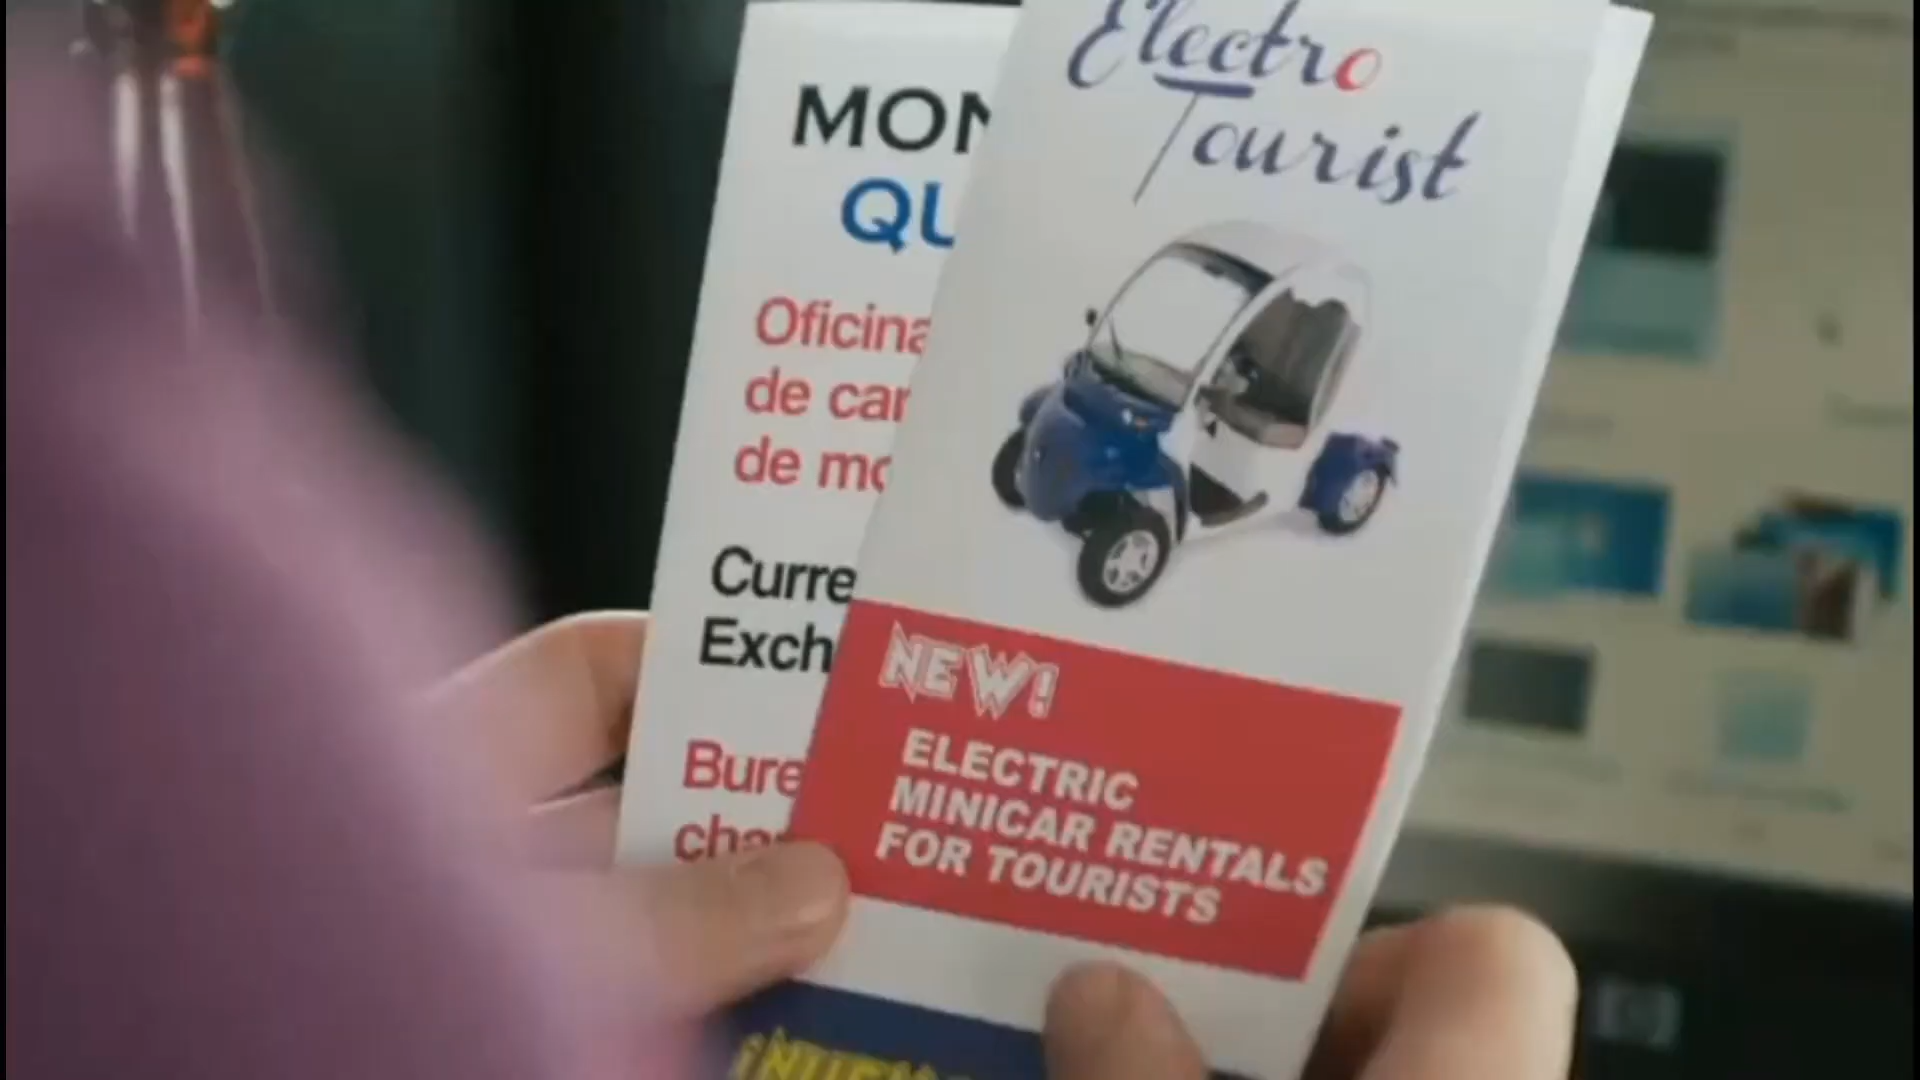 MON
QU
Oficina
de car
de mo
Curre
Exch
Bure
cha
Electro
Tourist
NEW!
ELECTRIC
MINICAR RENTALS
FOR TOURISTS